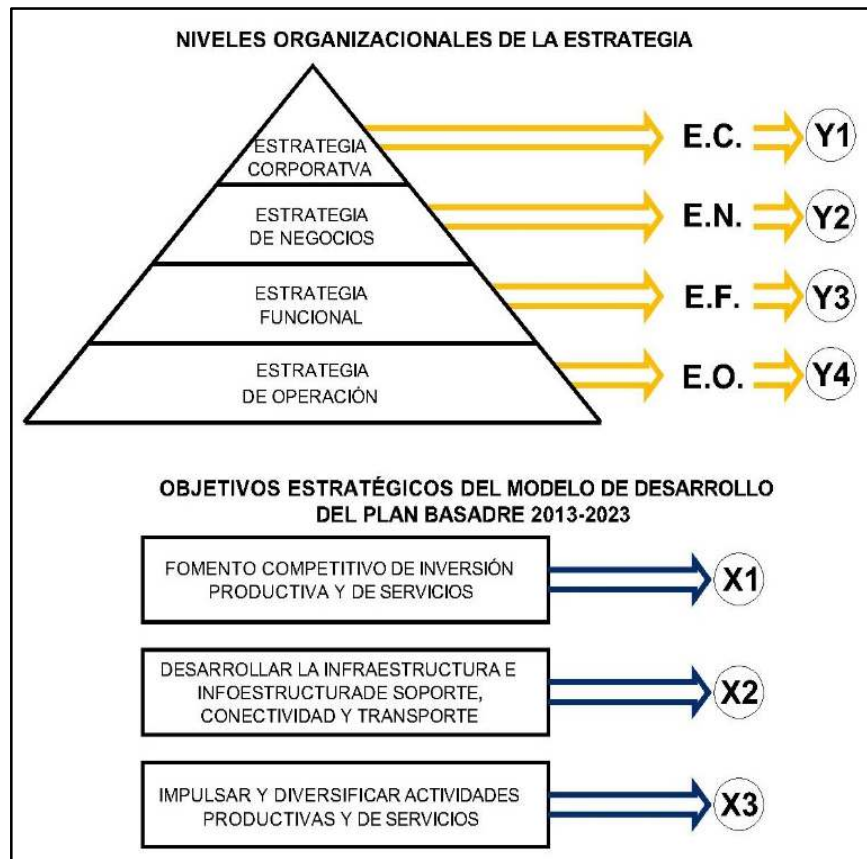 NIVELES ORGANIZACIONALES DE LA ESTRATEGIA
ESTRATEGIA
CORPORATVA
E.C.
Y1
ESTRATEGIA
DE NEGOCIOS
E.N.
Y2
ESTRATEGIA
FUNCIONAL
E.F.
Y3
ESTRATEGIA
DE OPERACIÓN
E.O.
Y4
OBJETIVOS ESTRATÉGICOS DEL MODELO DE DESARROLLO
DEL PLAN BASADRE 2013-2023
FOMENTO COMPETITIVO DE INVERSIÓN
PRODUCTIVA Y DE SERVICIOS
X1
DESARROLLAR LA INFRAESTRUCTURA E
INFOESTRUCTURADE SOPORTE,
CONECTIVIDAD Y TRANSPORTE
X2
IMPULSAR Y DIVERSIFICAR ACTIVIDADES
PRODUCTIVAS Y DE SERVICIOS
X3